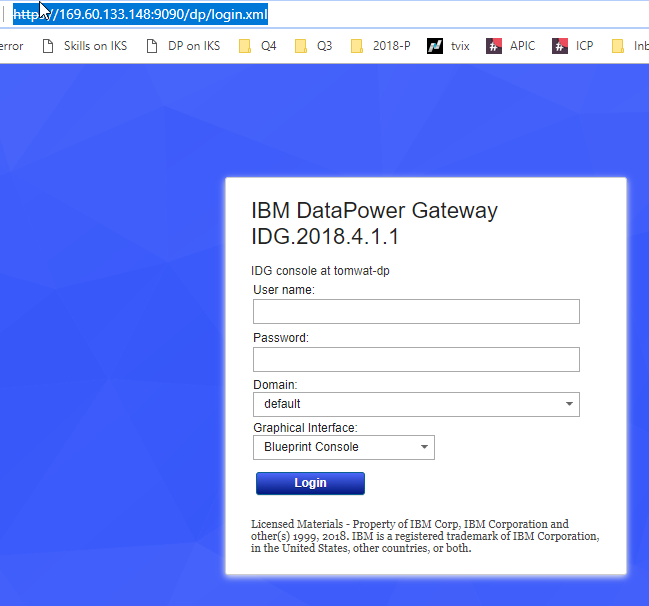 https://169.60.133.148:9090/dp/login.xml
error Skills on IKS DP on IKS Q4 Q3 2018-P tvix APIC ICP Inb
IBM DataPower Gateway
IDG.2018.4.1.1
IDG console at tomwat-dp
User name:
Password:
Domain:
default
Graphical Interface:
Blueprint Console
Login
Licensed Materials - Property of IBM Corp, IBM Corporation and
other(s) 1999, 2018. IBM is a registered trademark of IBM Corporation,
in the United States, other countries, or both.